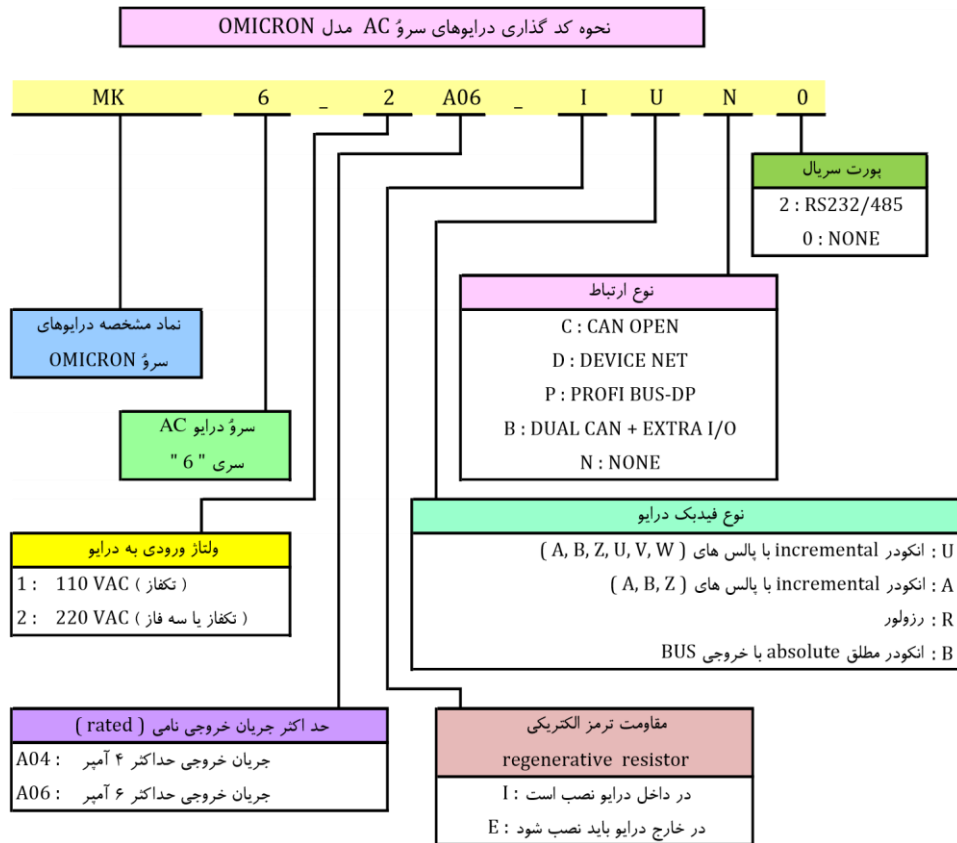 نحوه کد گذاری درایوهای سروُ AC مدل OMICRON
MK 6 _ 2 A06 _ I U N 0
پورت سریال
2 : RS232/485
0 : NONE
نوع ارتباط
C : CAN OPEN
D : DEVICE NET
P : PROFI BUS-DP
B : DUAL CAN + EXTRA I/O
N : NONE
نماد مشخصه درایوهای
سروُ OMICRON
سروُ درایو AC
سری " 6 "
نوع فیدبک درایو
U : انکودر incremental با پالس های ( A, B, Z, U, V, W )
A : انکودر incremental با پالس های ( A, B, Z )
R : رزولور
B : انکودر مطلق absolute با خروجی BUS
ولتاژ ورودی به درایو
1 : 110 VAC ( تکفاز )
2 : 220 VAC ( تکفاز یا سه فاز )
حد اکثر جریان خروجی نامی ( rated )
A04 : جریان خروجی حداکثر ۴ آمپر
A06 : جریان خروجی حداکثر ۶ آمپر
مقاومت ترمز الکتریکی
regenerative resistor
در داخل درایو نصب است : I
در خارج درایو باید نصب شود : E